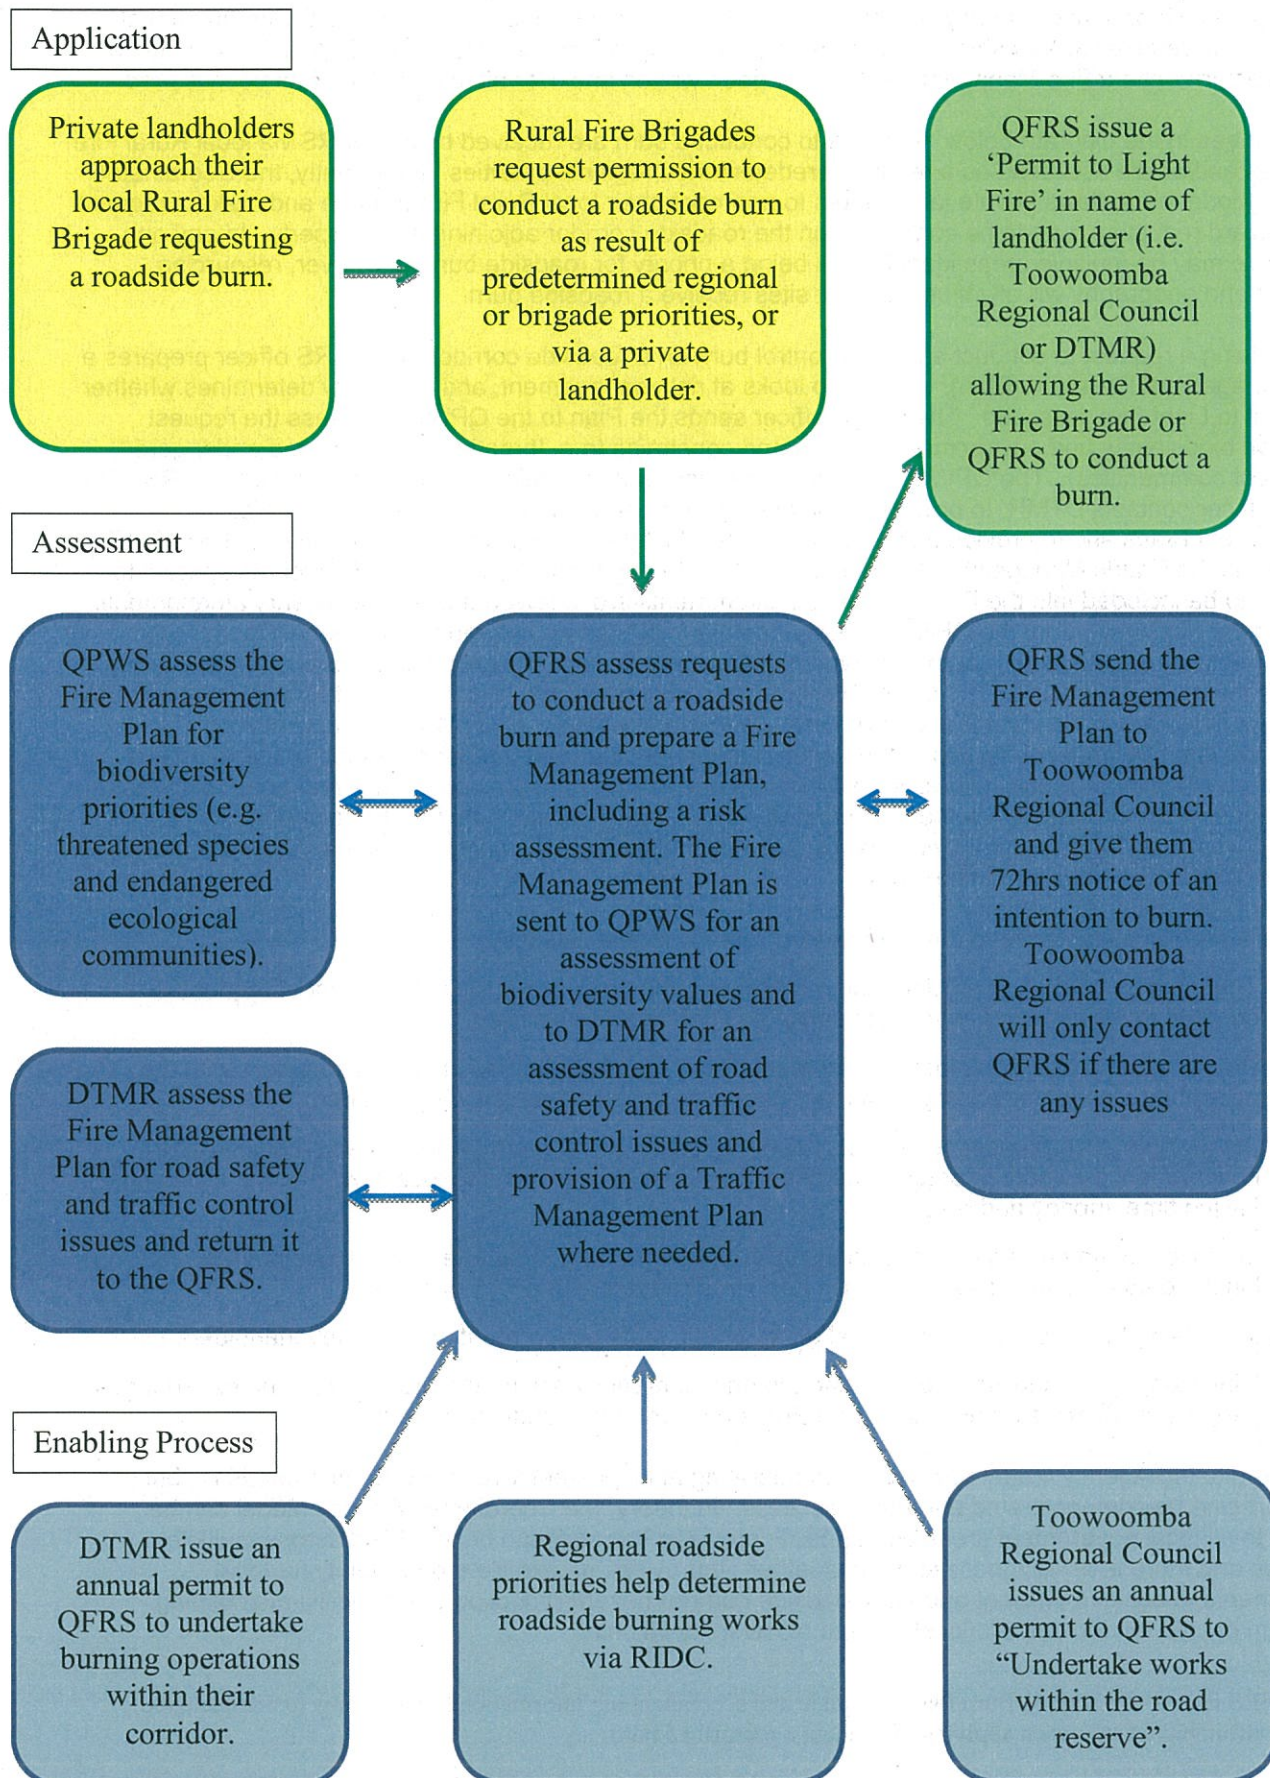 Application
Private landholders
approach their
local Rural Fire
Brigade requesting
a roadside burn.
Rural Fire Brigades
request permission to
conduct a roadside burn
as result of
predetermined regional
or brigade priorities, or
via a private
landholder.
QFRS issue a
‘Permit to Light
Fire’ in name of
landholder (i.e.
Toowoomba
Regional Council
or DTMR)
allowing the Rural
Fire Brigade or
QFRS to conduct a
burn.
Assessment
QPWS assess the
Fire Management
Plan for
biodiversity
priorities (e.g.
threatened species
and endangered
ecological
communities).
DTMR assess the
Fire Management
Plan for road safety
and traffic control
issues and return it
to the QFRS.
QFRS assess requests
to conduct a roadside
burn and prepare a Fire
Management Plan,
including a risk
assessment. The Fire
Management Plan is
sent to QPWS for an
assessment of
biodiversity values and
to DTMR for an
assessment of road
safety and traffic
control issues and
provision of a Traffic
Management Plan
where needed.
QFRS send the
Fire Management
Plan to
Toowoomba
Regional Council
and give them
72hrs notice of an
intention to burn.
Toowoomba
Regional Council
will only contact
QFRS if there are
any issues
Enabling Process
DTMR issue an
annual permit to
QFRS to undertake
burning operations
within their
corridor.
Regional roadside
priorities help determine
roadside burning works
via RIDC.
Toowoomba
Regional Council
issues an annual
permit to QFRS to
“Undertake works
within the road
reserve”.